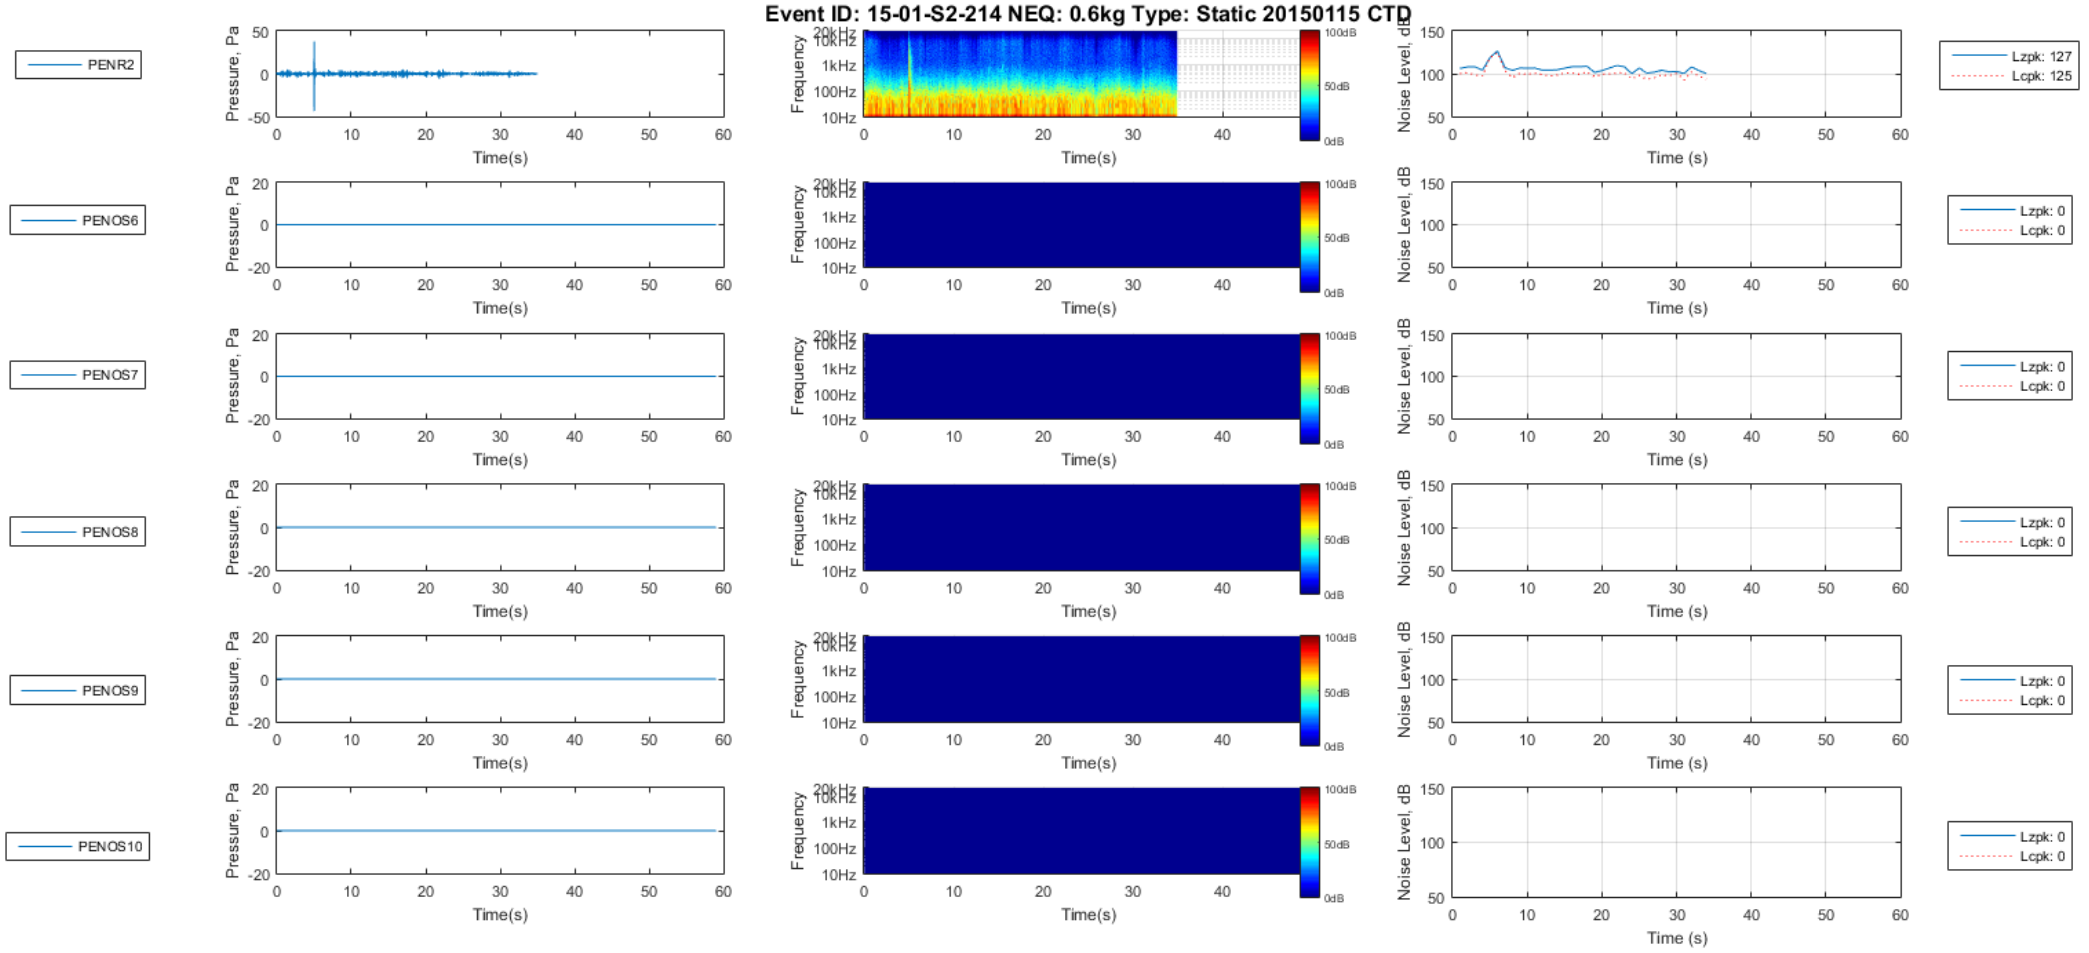 Event ID: 15-01-S2-214 NEQ: 0.6kg Type: Static 20150115 CTD
PENR2
Pressure, Pa
50
0
-50
0 10 20 30 40 50 60
Time(s)
Frequency
20kHz
10kHz
1kHz
100Hz
10Hz
0 10 20 30 40
Time(s)
100dB
50dB
0dB
Noise Level, dB
150
100
50
0 10 20 30 40 50 60
Time (s)
Lzpk: 127
Lcpk: 125
PENOS6
Pressure, Pa
20
0
-20
0 10 20 30 40 50 60
Time(s)
Frequency
20kHz
10kHz
1kHz
100Hz
10Hz
0 10 20 30 40
Time(s)
100dB
50dB
0dB
Noise Level, dB
150
100
50
0 10 20 30 40 50 60
Time (s)
Lzpk: 0
Lcpk: 0
PENOS7
Pressure, Pa
20
0
-20
0 10 20 30 40 50 60
Time(s)
Frequency
20kHz
10kHz
1kHz
100Hz
10Hz
0 10 20 30 40
Time(s)
100dB
50dB
0dB
Noise Level, dB
150
100
50
0 10 20 30 40 50 60
Time (s)
Lzpk: 0
Lcpk: 0
PENOS8
Pressure, Pa
20
0
-20
0 10 20 30 40 50 60
Time(s)
Frequency
20kHz
10kHz
1kHz
100Hz
10Hz
0 10 20 30 40
Time(s)
100dB
50dB
0dB
Noise Level, dB
150
100
50
0 10 20 30 40 50 60
Time (s)
Lzpk: 0
Lcpk: 0
PENOS9
Pressure, Pa
20
0
-20
0 10 20 30 40 50 60
Time(s)
Frequency
20kHz
10kHz
1kHz
100Hz
10Hz
0 10 20 30 40
Time(s)
100dB
50dB
0dB
Noise Level, dB
150
100
50
0 10 20 30 40 50 60
Time (s)
Lzpk: 0
Lcpk: 0
PENOS10
Pressure, Pa
20
0
-20
0 10 20 30 40 50 60
Time(s)
Frequency
20kHz
10kHz
1kHz
100Hz
10Hz
0 10 20 30 40
Time(s)
100dB
50dB
0dB
Noise Level, dB
150
100
50
0 10 20 30 40 50 60
Time (s)
Lzpk: 0
Lcpk: 0